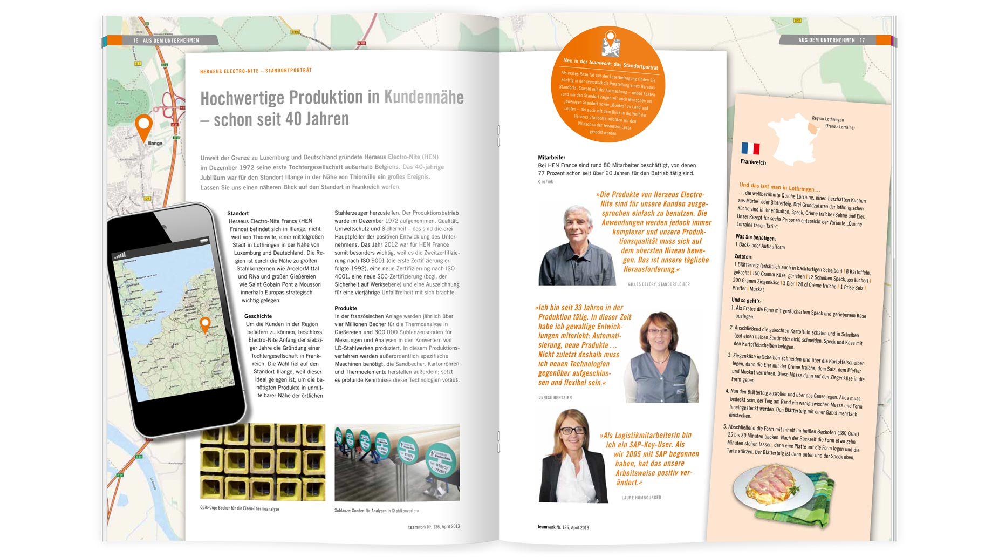 16 AUS DEM UNTERNEHMEN
HERAEUS ELECTRO-NITE – STANDORTPORTRÄT
Hochwertige Produktion in Kundennähe
– schon seit 40 Jahren
Unweit der Grenze zu Luxemburg und Deutschland gründete Heraeus Electro-Nite (HEN)
im Dezember 1972 seine erste Tochtergesellschaft außerhalb Belgiens. Das 40-jährige
Jubiläum war für den Standort Illange in der Nähe von Thionville ein großes Ereignis.
Lassen Sie uns einen näheren Blick auf den Standort in Frankreich werfen.
Illange
Standort
Heraeus Electro-Nite France (HEN
France) befindet sich in Illange, nicht
weit von Thionville, einer mittelgroßen
Stadt in Lothringen in der Nähe von
Luxemburg und Deutschland. Die Re-
gion ist durch die Nähe zu großen
Stahlkonzernen wie ArcelorMittal
und Riva und großen Gießereien
wie Saint Gobain Pont a Mousson
innerhalb Europas strategisch
wichtig gelegen.
Geschichte
Um die Kunden in der Region
beliefern zu können, beschloss
Electro-Nite Anfang der siebzi-
ger Jahre die Gründung einer
Tochtergesellschaft in Frank-
reich. Die Wahl fiel auf den
Standort Illange, weil dieser
ideal gelegen ist, um die be-
nötigten Produkte in unmit-
telbarer Nähe der örtlichen
Stahlerzeuger herzustellen. Der Produktionsbetrieb
wurde im Dezember 1972 aufgenommen. Qualität,
Umweltschutz und Sicherheit – das sind die drei
Hauptpfeiler der positiven Entwicklung des Unter-
nehmens. Das Jahr 2012 war für HEN France
somit besonders wichtig, weil es die Zweitzertifizie-
rung nach ISO 9001 (die erste Zertifizierung er-
folgte 1992), eine neue Zertifizierung nach ISO
4001, eine neue SCC-Zertifizierung (bzgl. der
Sicherheit auf Werksebene) und eine Auszeichnung
für eine vierjährige Unfallfreiheit mit sich brachte.
Produkte
In der französischen Anlage werden jährlich über
vier Millionen Becher für die Thermoanalyse in
Gießereien und 300.000 Sublanzensonden für
Messungen und Analysen in den Konvertern von
LD-Stahlwerken produziert. In diesem Produktions-
verfahren werden außerordentlich spezifische
Maschinen benötigt, die Sandbecher, Kartonröhren
und Thermoelemente herstellen außerdem; setzt
es profunde Kenntnisse dieser Technologien voraus.
Quik-Cup: Becher für die Eisen-Thermoanalyse
Sublanze: Sonden für Analysen in Stahlkonvertern
teamwork Nr. 136, April 2013
AUS DEM UNTERNEHMEN 17
Neu in der teamwork: das Standortporträt
Als erstes Resultat aus der Leserbefragung finden Sie
künftig in der teamwork die Vorstellung eines Heraeus
Standorts. Sowohl mit der Aufmachung – neben Fakten
rund um den Standort zeigen wir auch Menschen am
jeweiligen Standort sowie „Buntes“ zu Land und
Leuten – als auch mit dem Blick in die Welt der
Heraeus Standorte möchten wir den
Wünschen der teamwork-Leser
gerecht werden.
Mitarbeiter
Bei HEN France sind rund 80 Mitarbeiter beschäftigt, von denen
77 Prozent schon seit über 20 Jahren für den Betrieb tätig sind.
< re/mk
»Die Produkte von Heraeus Electro-
Nite sind für unsere Kunden ausge-
sprochen einfach zu benutzen. Die
Anwendungen werden jedoch immer
komplexer und unsere Produk-
tionsqualität muss sich auf
dem obersten Niveau bewe-
gen. Das ist unsere tägliche
Herausforderung.«
GILLES DÉLÉRY, STANDORTLEITER
»Ich bin seit 33 Jahren in der
Produktion tätig. In dieser Zeit
habe ich gewaltige Entwick-
lungen miterlebt: Automati-
sierung, neue Produkte ...
Nicht zuletzt deshalb muss
ich neuen Technologien
gegenüber aufgeschlos-
sen und flexibel sein.«
DENISE HENTZIEN
»Als Logistikmitarbeiterin bin
ich ein SAP-Key-User. Als
wir 2005 mit SAP begonnen
haben, hat das unsere
Arbeitsweise positiv ver-
ändert.«
LAURE HOMBOURGER
teamwork Nr. 136, April 2013
Region Lothringen
(franz.: Lorraine)
Frankreich
Und das isst man in Lothringen ...
... die weltberühmte Quiche Lorraine, einen herzhaften Kuchen
aus Mürbe- oder Blätterteig. Drei Grundzutaten der lothringischen
Küche sind in ihr enthalten: Speck, Crème fraîche/Sahne und Eier.
Unser Rezept für sechs Personen entspricht der Variante „Quiche
Lorraine facon Tatin“.
Was Sie benötigen:
1 Back- oder Auflaufform
Zutaten:
1 Blätterteig (erhältlich auch in backfertigen Scheiben) | 8 Kartoffeln,
gekocht | 150 Gramm Käse, gerieben | 12 Scheiben Speck, geräuchert |
200 Gramm Ziegenkäse | 3 Eier | 20 cl Crème fraîche | 1 Prise Salz |
Pfeffer | Muskat
Und so geht's:
1. Als Erstes die Form mit geräuchertem Speck und geriebenem Käse
auslegen.
2. Anschließend die gekochten Kartoffeln schälen und in Scheiben
(gut einen halben Zentimeter dick) schneiden. Speck und Käse mit
den Kartoffelscheiben belegen.
3. Ziegenkäse in Scheiben schneiden und über die Kartoffelscheiben
legen, dann die Eier mit der Crème fraîche, dem Salz, dem Pfeffer
und Muskat verrühren. Diese Masse dann auf den Ziegenkäse in die
Form geben.
4. Nun den Blätterteig ausrollen und über das Ganze legen. Alles muss
bedeckt sein, der Teig am Rand ein wenig zwischen Masse und Form
hineingesteckt werden. Den Blätterteig mit einer Gabel mehrfach
einstechen.
5. Abschließend die Form mit Inhalt im heißen Backofen (180 Grad)
25 bis 30 Minuten backen. Nach der Backzeit die Form etwa zehn
Minuten stehen lassen, dann eine Platte auf die Form legen und die
Tarte stürzen. Der Blätterteig ist dann unten und der Speck oben.